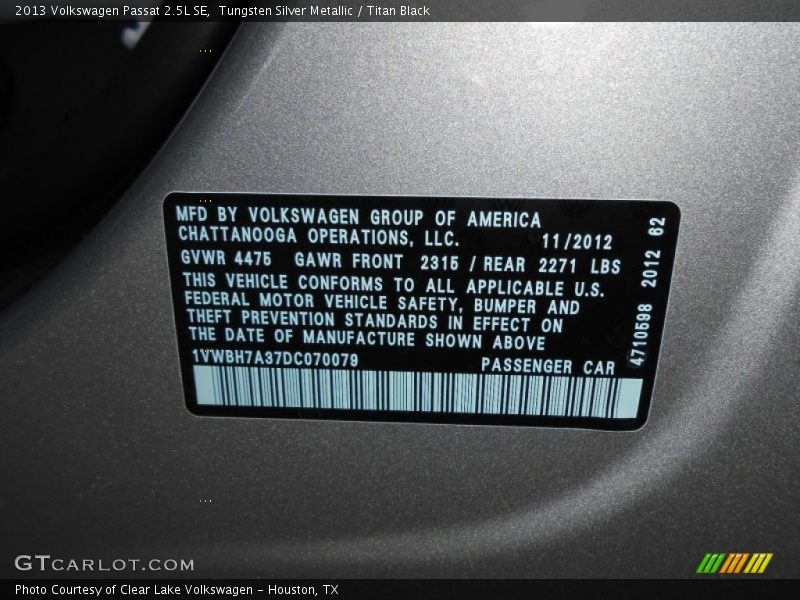 2013 Volkswagen Passat 2.5L SE,  Tungsten Silver Metallic / Titan Black
MFD BY VOLKSWAGEN GROUP OF AMERICA
CHATTANOOGA OPERATIONS, LLC. 11/2012
GVWR 4475 GAWR FRONT 2315 / REAR 2271 LBS
THIS VEHICLE CONFORMS TO ALL APPLICABLE U.S.
FEDERAL MOTOR VEHICLE SAFETY, BUMPER AND
THEFT PREVENTION STANDARDS IN EFFECT ON
THE DATE OF MANUFACTURE SHOWN ABOVE
1VWBH7A37DC070079 PASSENGER CAR
4710598 2012 62
GTCARLOT.COM
Photo Courtesy of Clear Lake Volkswagen – Houston, TX